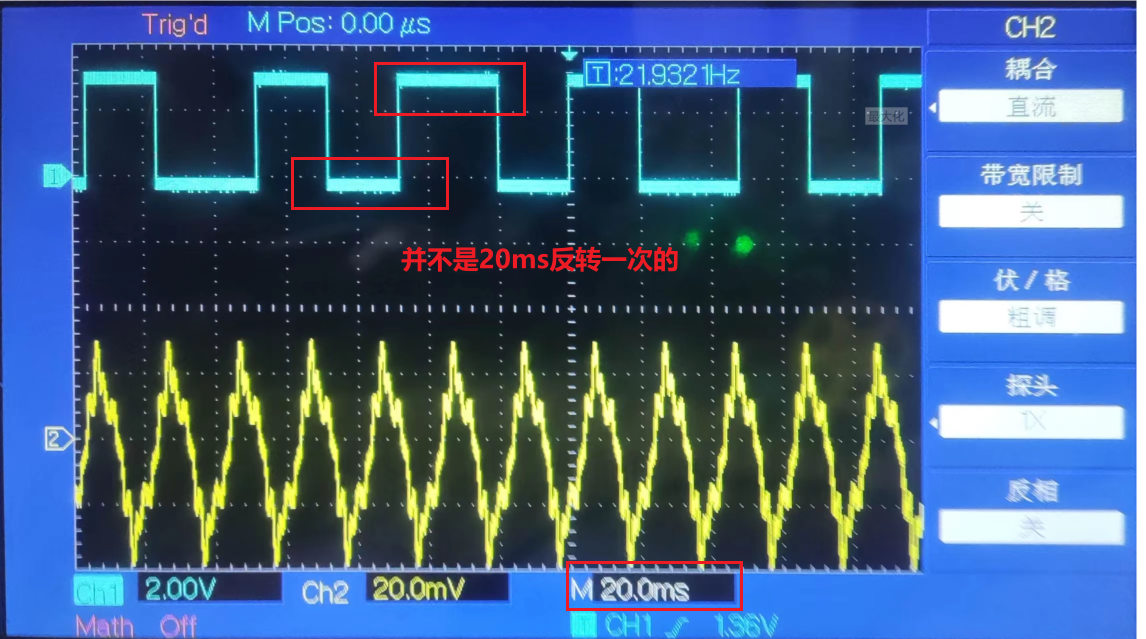 Trig'd M Pos: 0.00 μs
CH2
T:21.9321Hz
耦合
直流
最大化
1
带宽限制
关
并不是20ms反转一次的
伏/格
粗调
探头
1X
2
反相
关
Ch1 2.00V Ch2 20.0mV M 20.0ms
Math Off T CH1 1.36V